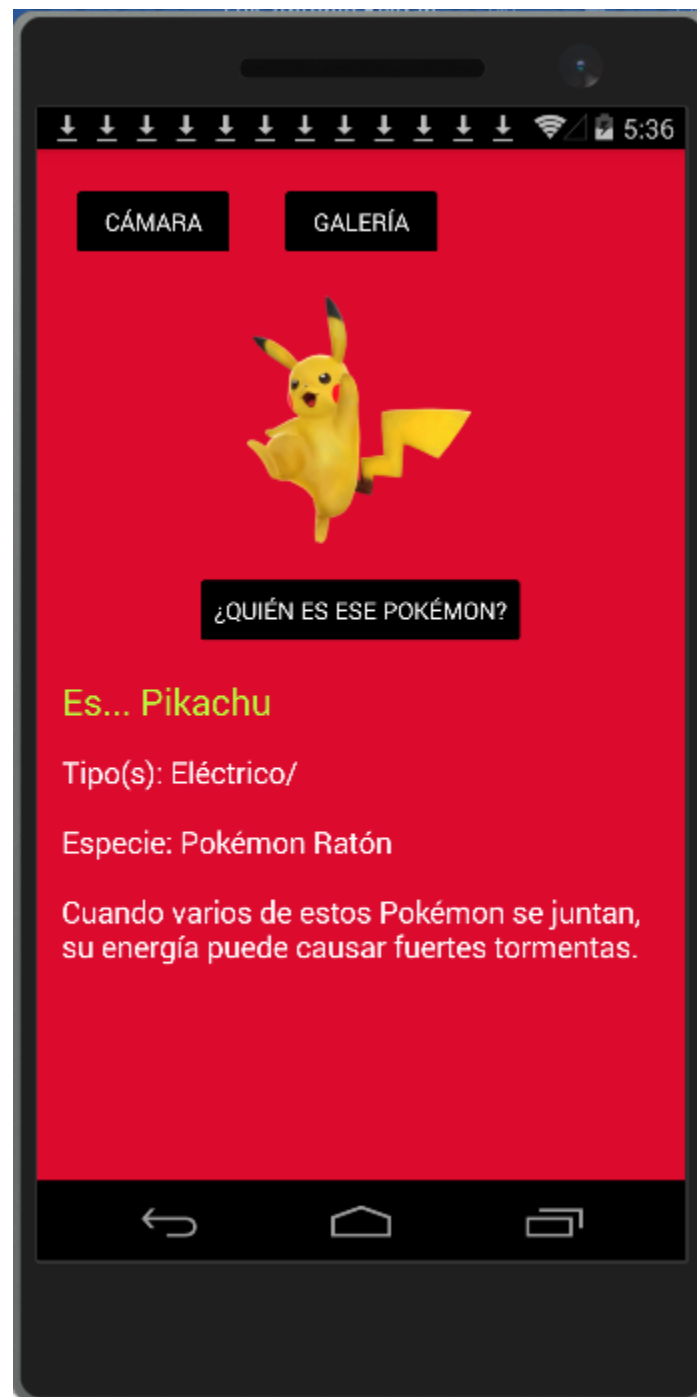 5:36
CÁMARA
GALERÍA
¿QUIÉN ES ESE POKÉMON?
Es... Pikachu
Tipo(s): Eléctrico/
Especie: Pokémon Ratón
Cuando varios de estos Pokémon se juntan,
su energía puede causar fuertes tormentas.